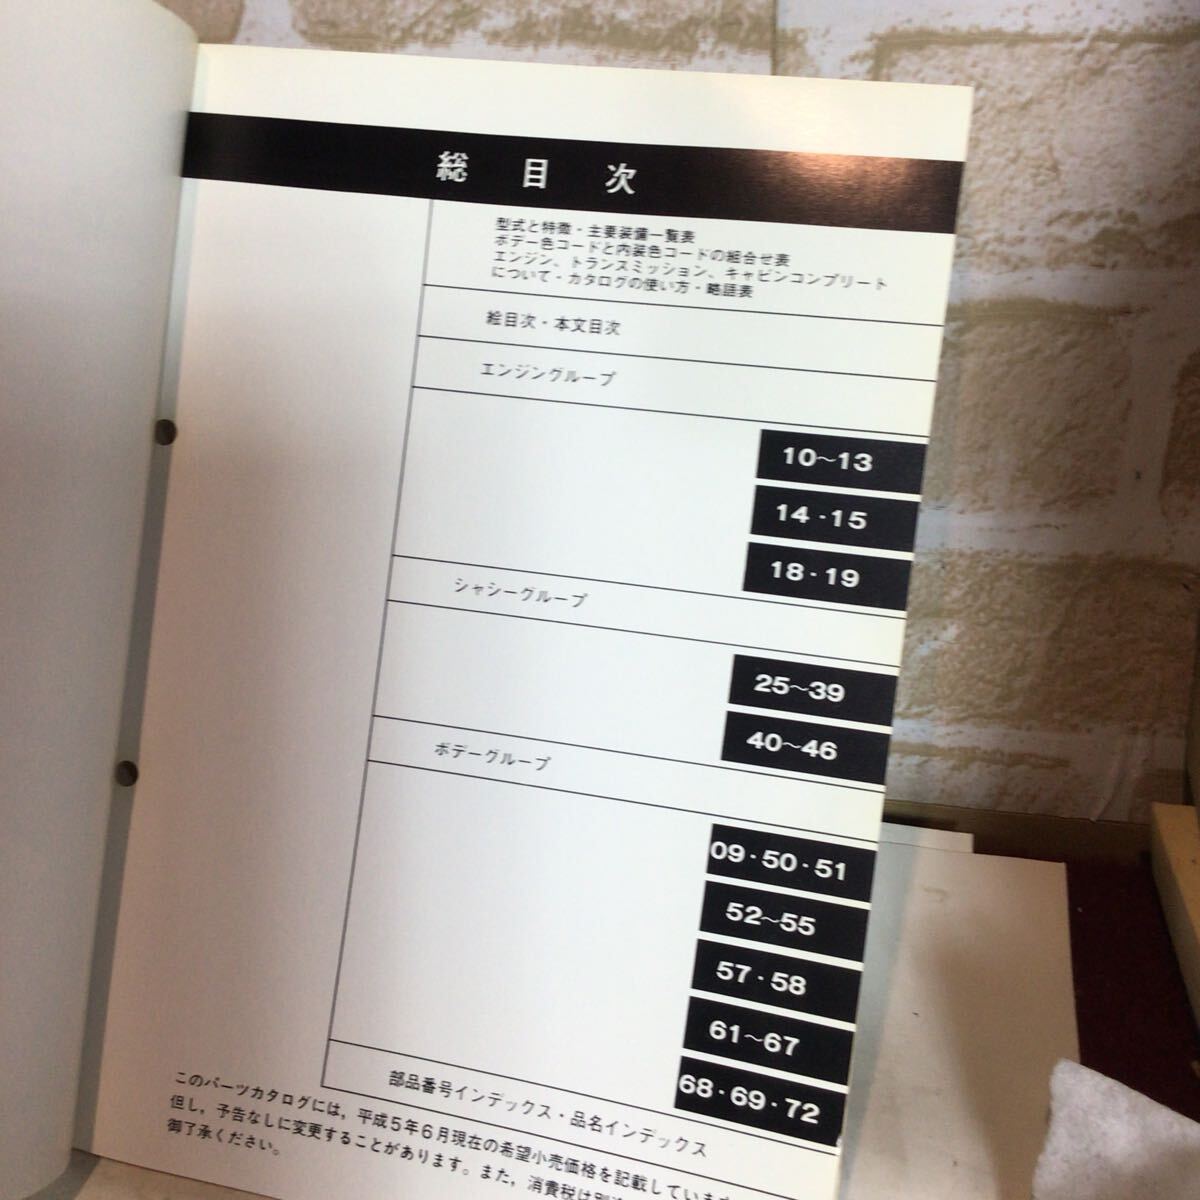 総目次
型式と特徴・主要装備一覧表
ボデー色コードと内装色コードの組合せ表
エンジン、トランスミッション、キャビンコンプリート
について・カタログの使い方・略語表
絵目次・本文目次
エンジングループ
10〜13
14・15
18・19
シャシーグループ
25〜39
40〜46
ボデーグループ
09・50・51
52〜55
57・58
61〜67
68・69・72
部品番号インデックス・品名インデックス
このパーツカタログには，平成5年6月現在の希望小売価格を記載しています
但し，予告なしに変更することがあります。また，消費税は別
御了承ください。